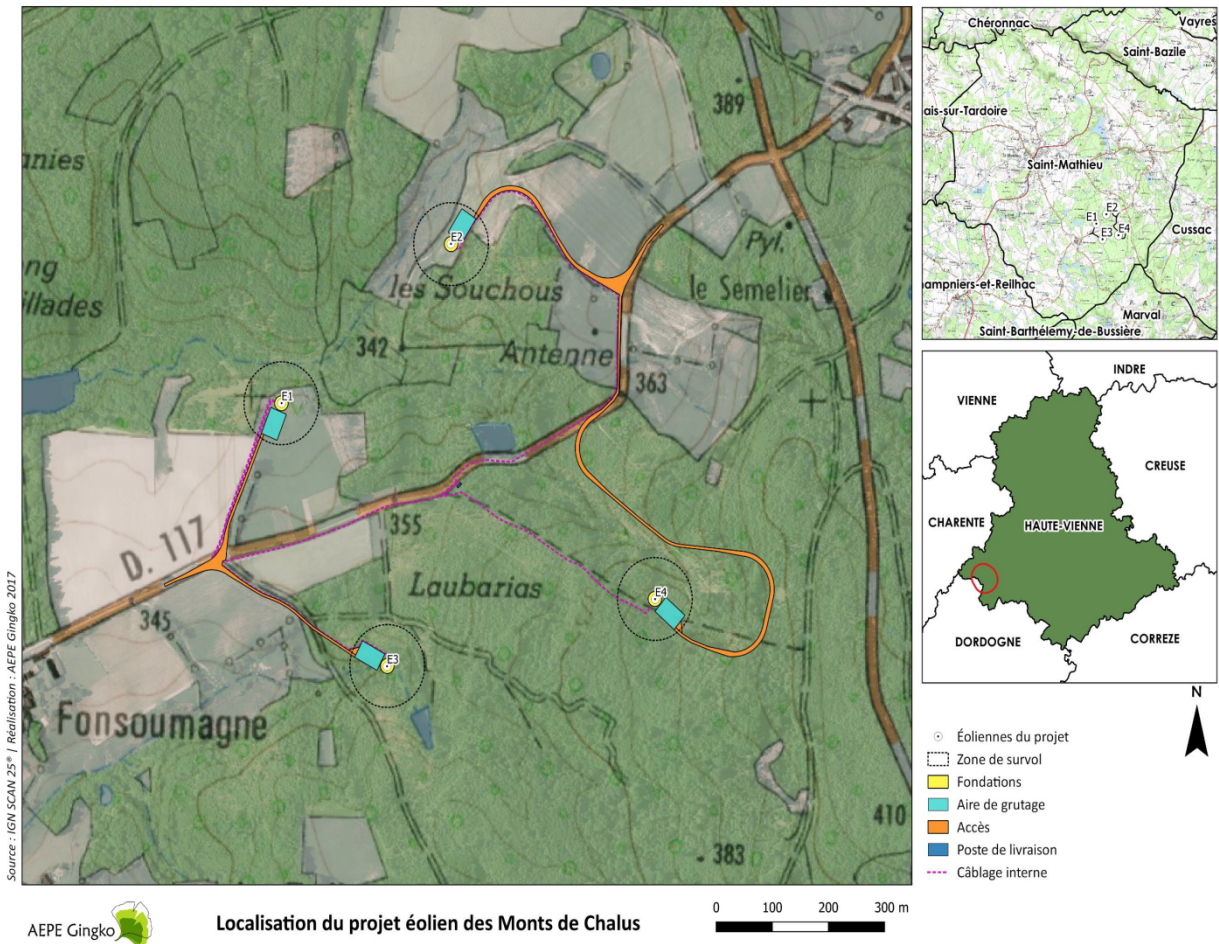 389
anies
E2
Pyl.
ng
illades
les Souchous
le Semelier
342
Antenne
363
E1
D. 117
355
Laubarias
E4
345
E3
Fonsoumagne
410
383
Source : IGN SCAN 25® | Réalisation : AEPE Gingko 2017
Chéronnac
Vayres
Saint-Bazile
ais-sur-Tardoire
Saint-Mathieu
E2
E1
E4
E3
Cussac
ampniers-et-Reilhac
Marval
Saint-Barthélemy-de-Bussière
INDRE
VIENNE
CREUSE
CHARENTE
HAUTE-VIENNE
DORDOGNE
CORREZE
N
Éoliennes du projet
Zone de survol
Fondations
Aire de grutage
Accès
Poste de livraison
Câblage interne
AEPE Gingko
Localisation du projet éolien des Monts de Chalus
0 100 200 300 m